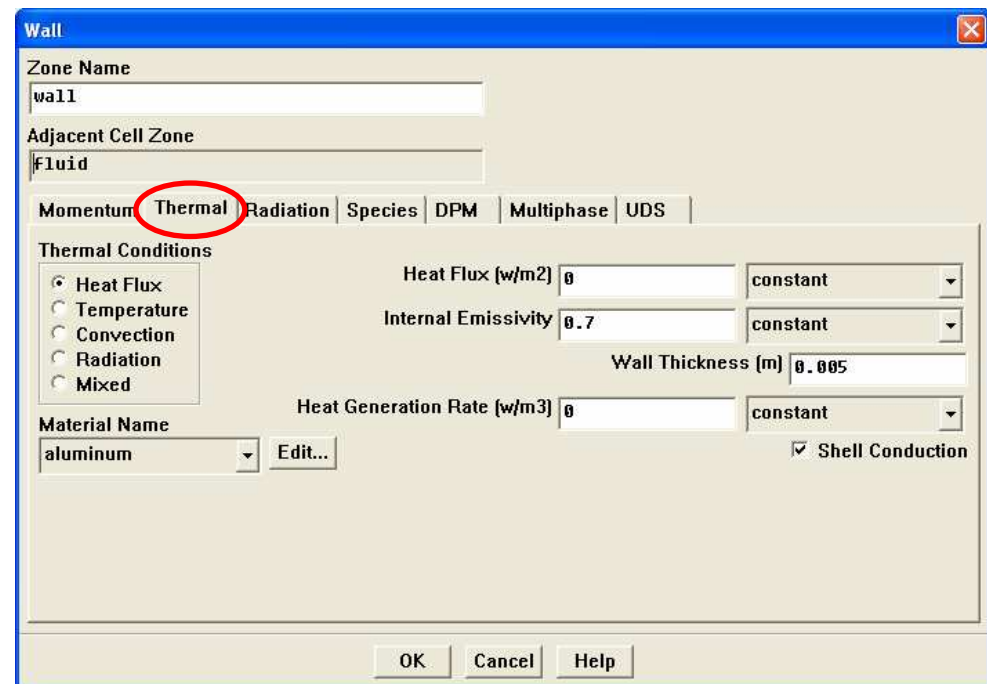 Wall
Zone Name
wall
Adjacent Cell Zone
fluid
Momentum Thermal Radiation Species DPM Multiphase UDS
Thermal Conditions
Heat Flux
Temperature
Convection
Radiation
Mixed
Material Name
aluminum Edit...
Heat Flux (w/m2) 0 constant
Internal Emissivity 0.7 constant
Wall Thickness (m) 0.005
Heat Generation Rate (w/m3) 0 constant
Shell Conduction
OK Cancel Help